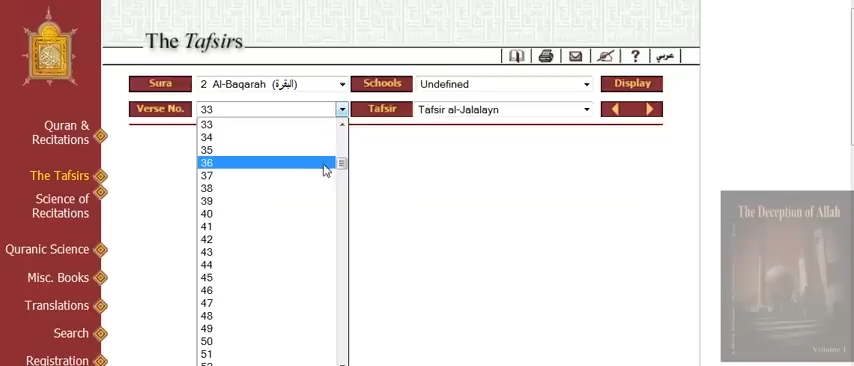 The Tafsirs
? عربي
Sura 2 Al-Baqarah (البقرة) Schools Undefined Display
Verse No. 33 Tafsir Tafsir al-Jalalayn
33
34
35
36
37
38
39
40
41
42
43
44
45
46
47
48
49
50
51
52
Quran &
Recitations
The Tafsirs
Science of
Recitations
Quranic Science
Misc. Books
Translations
Search
Registration
The Deception of Allah
Volume I